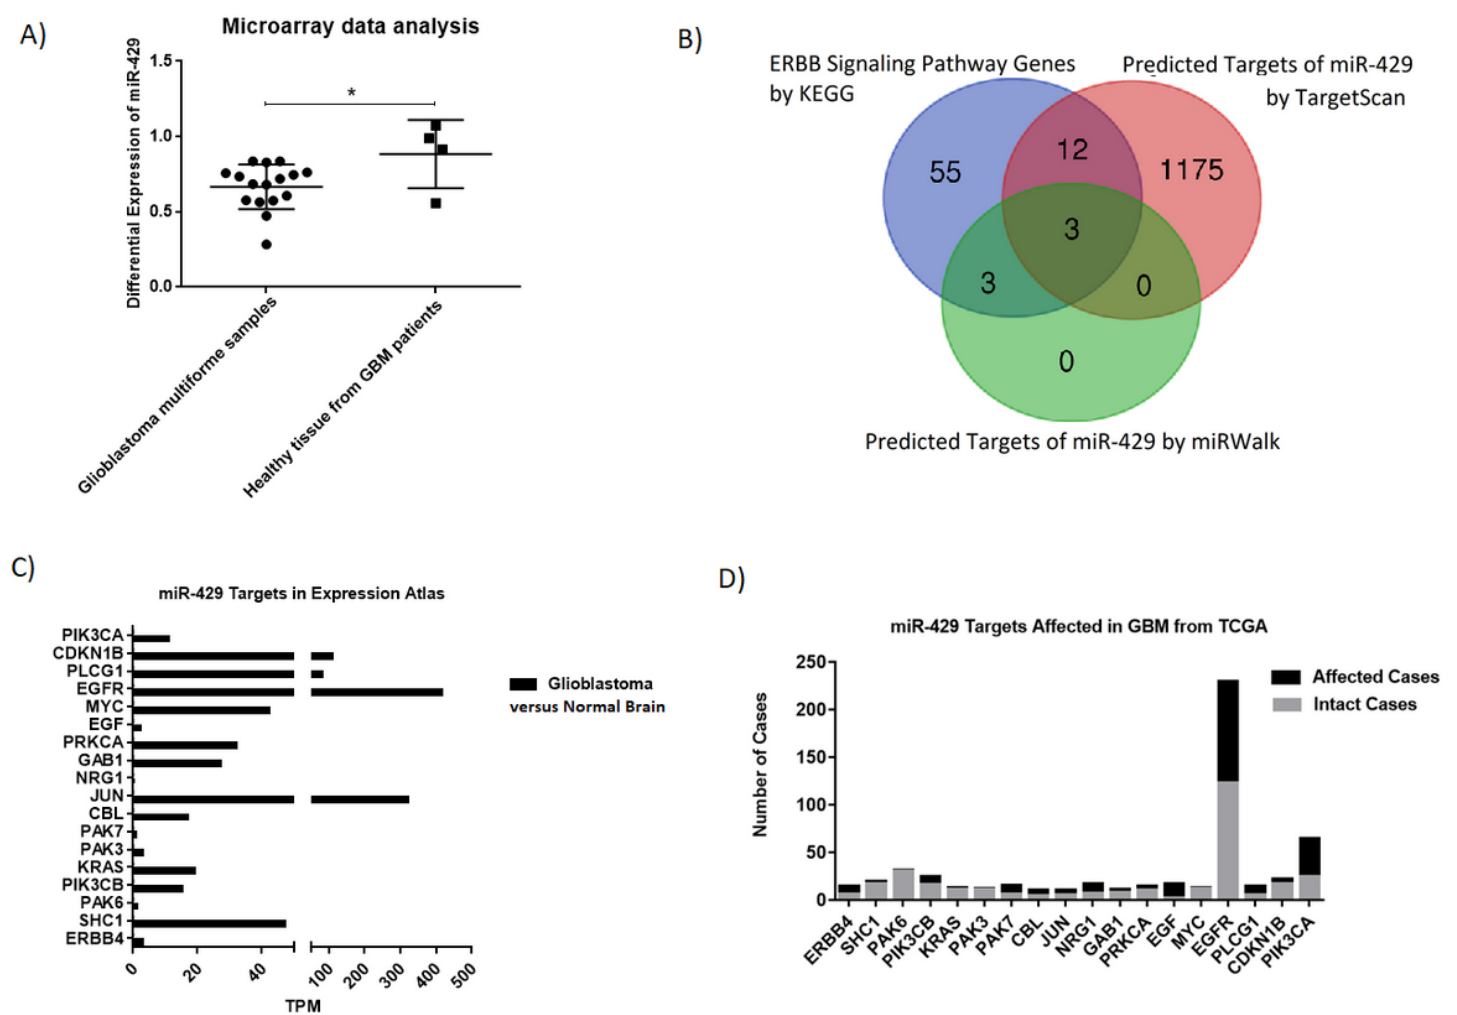 A)
Microarray data analysis
Differential Expression of miR-429
1.5
1.0
0.5
0.0
*
Glioblastoma multiforme samples
Healthy tissue from GBM patients
B)
ERBB Signaling Pathway Genes
by KEGG
Predicted Targets of miR-429
by TargetScan
55
12
1175
3
3
0
0
Predicted Targets of miR-429 by miRWalk
C)
miR-429 Targets in Expression Atlas
PIK3CA
CDKN1B
PLCG1
EGFR
MYC
EGF
PRKCA
GAB1
NRG1
JUN
CBL
PAK7
PAK3
KRAS
PIK3CB
PAK6
SHC1
ERBB4
0
20
40
100
200
300
400
500
TPM
Glioblastoma
versus Normal Brain
D)
miR-429 Targets Affected in GBM from TCGA
Number of Cases
250
200
150
100
50
0
Affected Cases
Intact Cases
ERBB4
SHC1
PAK6
PIK3CB
KRAS
PAK3
PAK7
CBL
JUN
NRG1
GAB1
PRKCA
EGF
MYC
EGFR
PLCG1
CDKN1B
PIK3CA